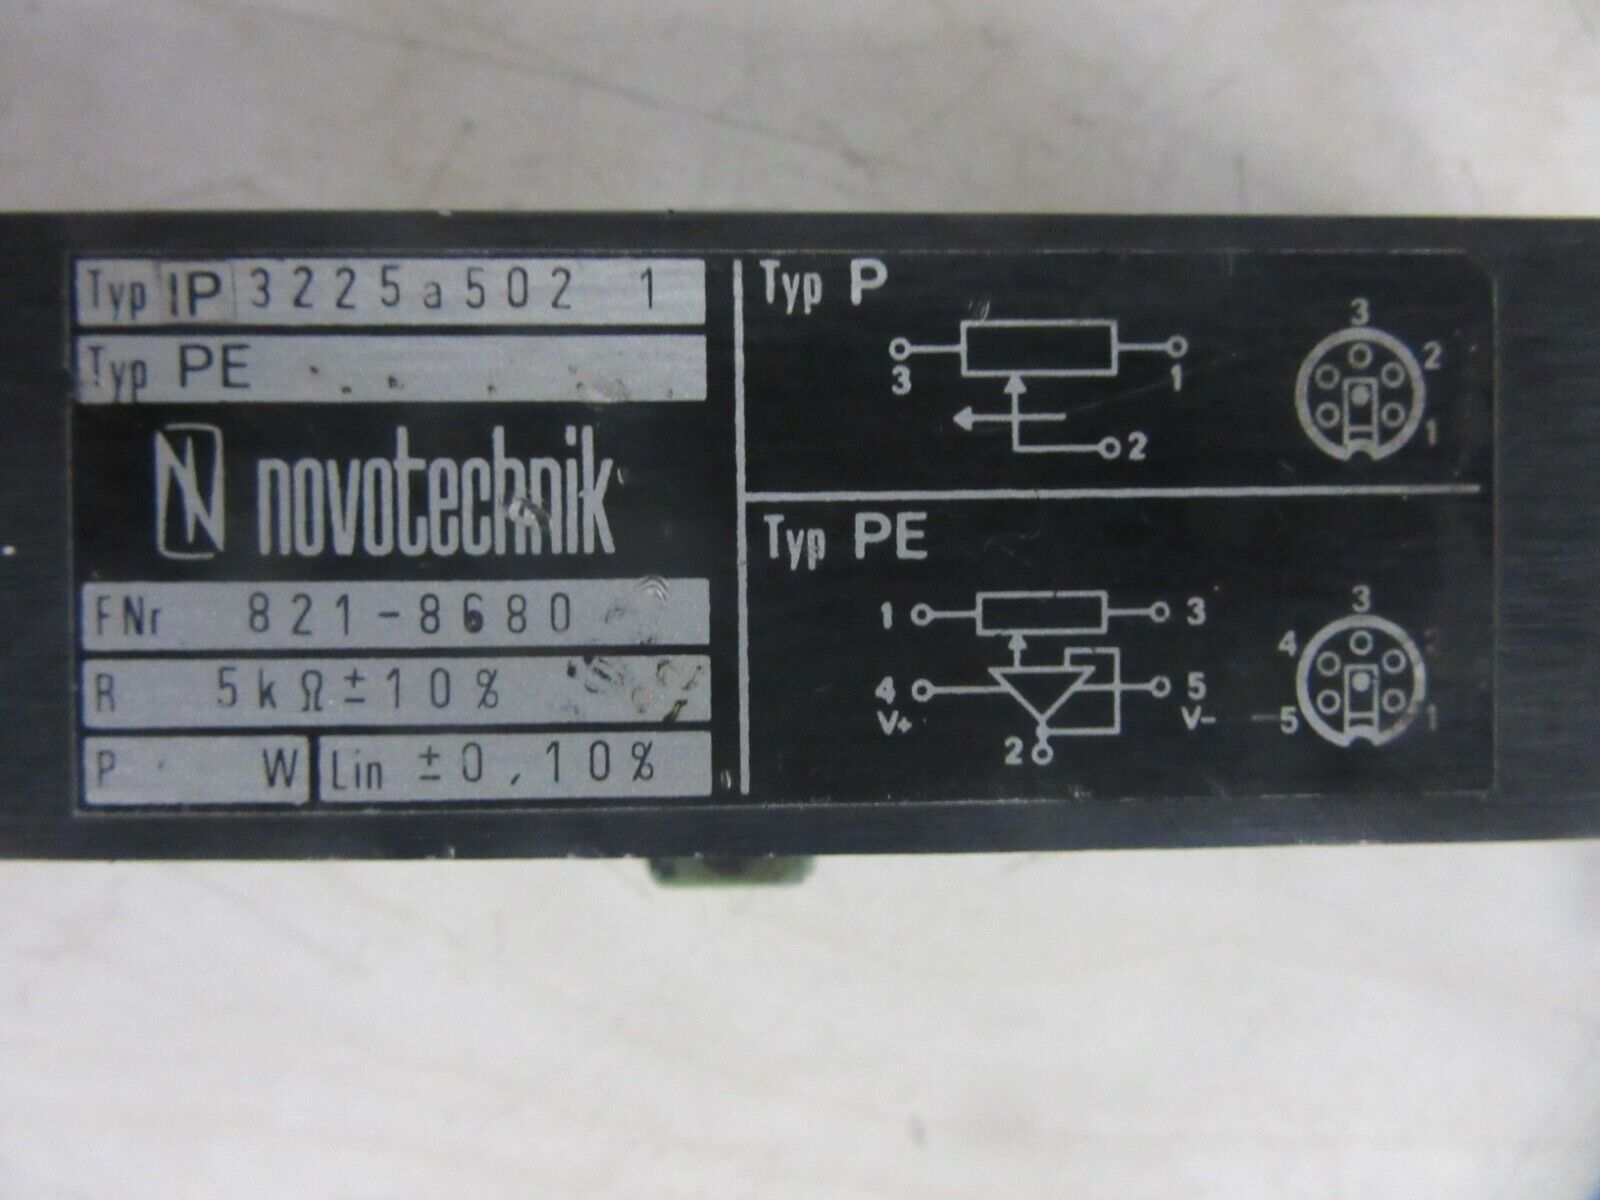 Typ IP 3225a502 1
Typ PE
novotechnik
FNr 821-8680
R 5kΩ ±10%
P W Lin ±0,10%
Typ P
3 1
2
3
2
1
Typ PE
1 3
4 5
V+ V-
2
3
4
5 1